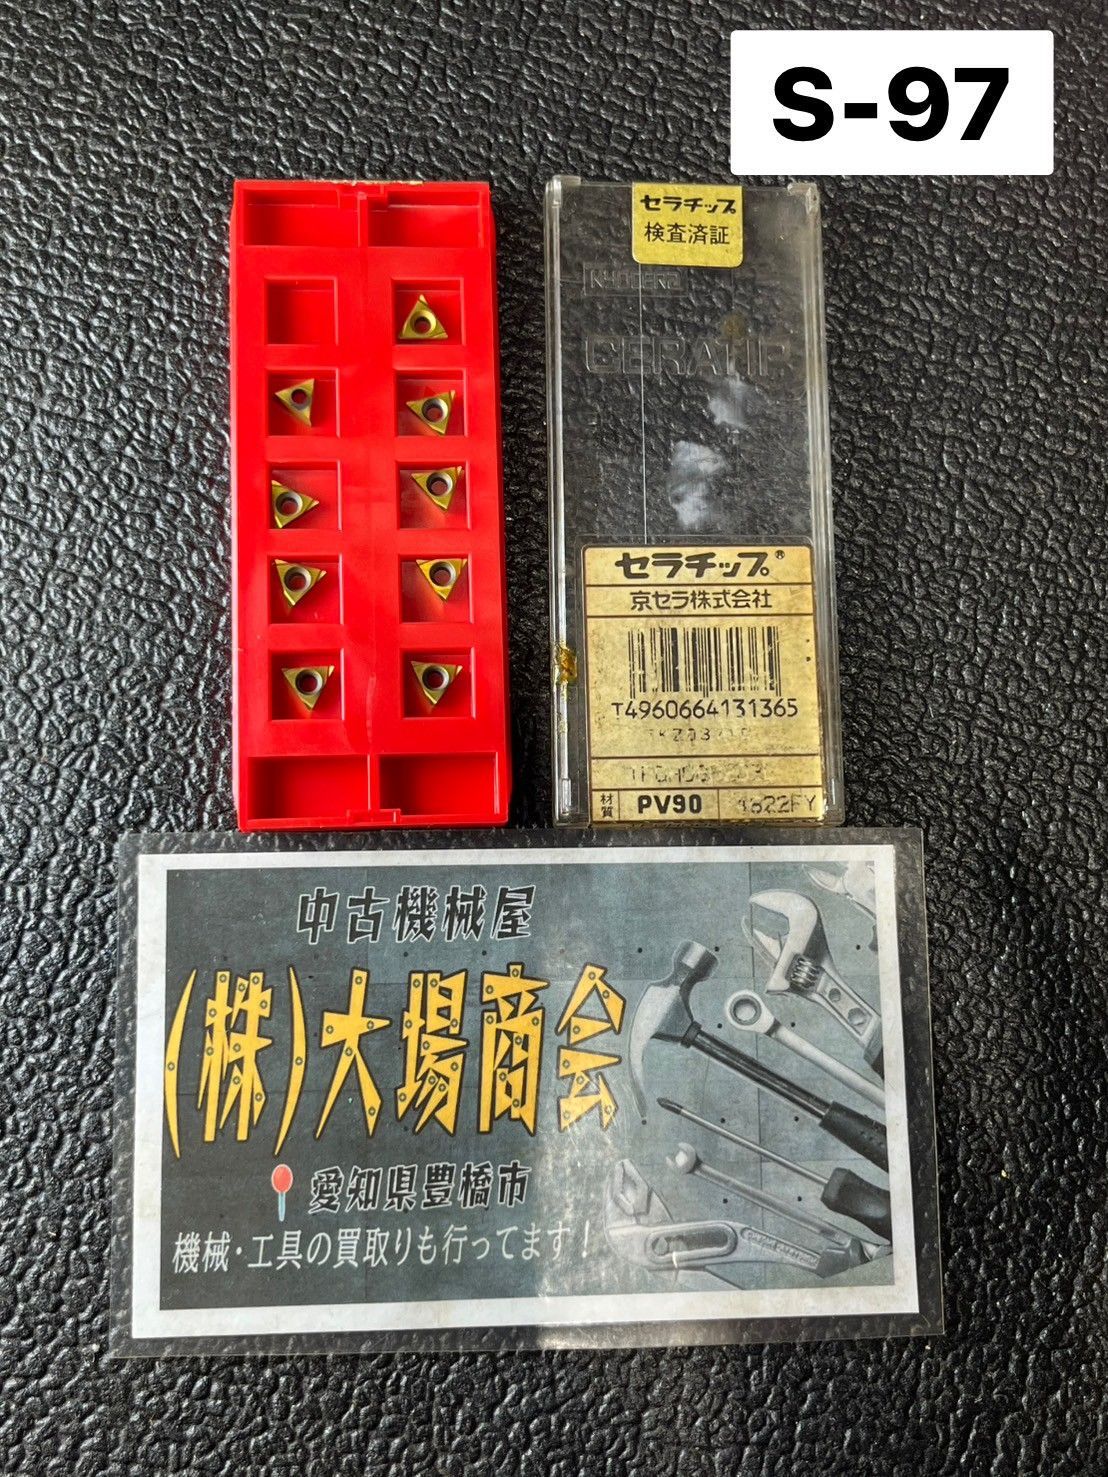 S-97
セラチップ
検査済証
KYOCERA
CERATIP
セラチップ®
京セラ株式会社
T4960664131365
材質 PV90
中古機械屋
(株)大場商会
愛知県豊橋市
機械・工具の買取りも行ってます!